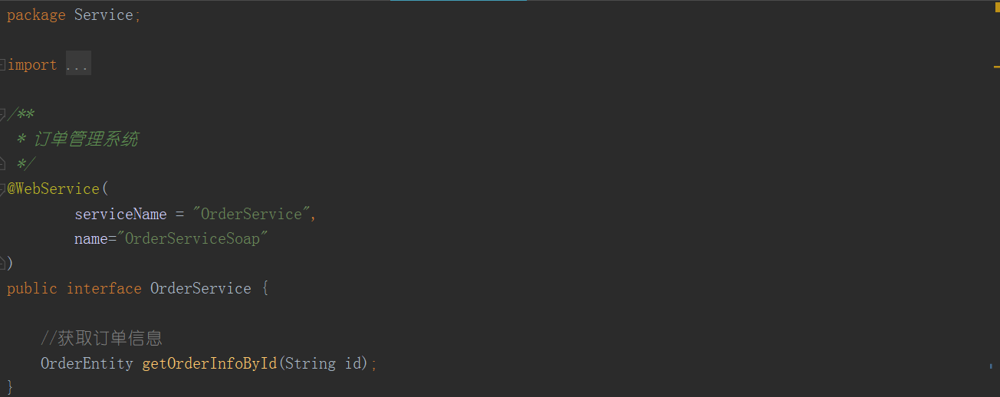 package Service;
import ...
/**
 * 订单管理系统
 */
@WebService(
        serviceName = "OrderService",
        name="OrderServiceSoap"
)
public interface OrderService {
    //获取订单信息
    OrderEntity getOrderInfoById(String id);
}